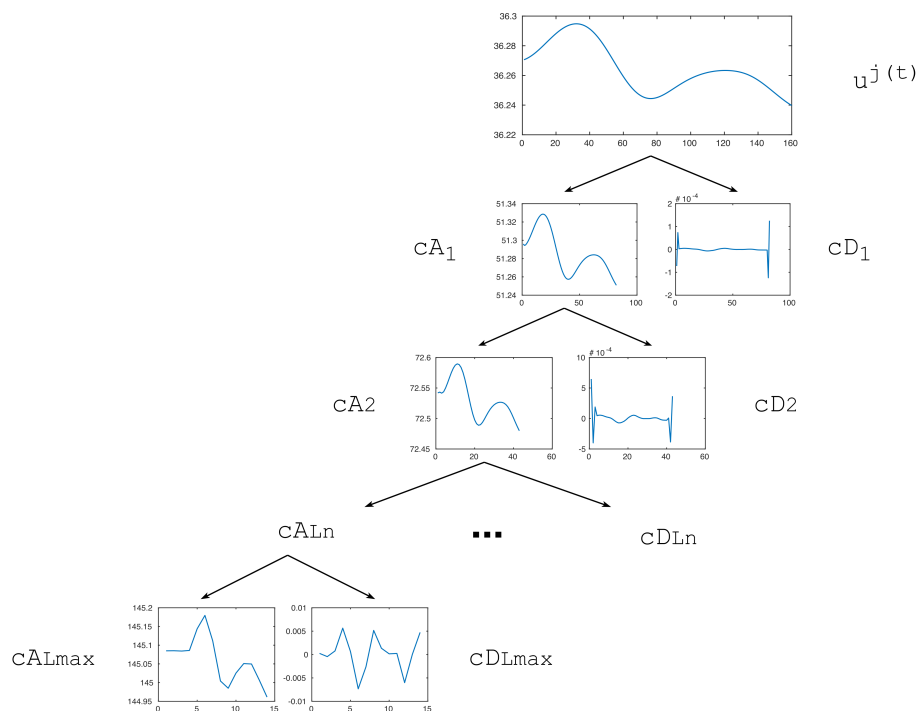 36.3
36.28
36.26
36.24
36.22
0 20 40 60 80 100 120 140 160
u^j(t)
cA1
51.34
51.32
51.3
51.28
51.26
51.24
0 50 100
# 10^-4
2
1
0
-1
-2
0 50 100
cD1
cA2
72.6
72.55
72.5
72.45
0 20 40 60
# 10^-4
10
5
0
-5
0 20 40 60
cD2
cALn
...
cDLn
cALmax
145.2
145.15
145.1
145.05
145
144.95
0 5 10 15
0.01
0.005
0
-0.005
-0.01
0 5 10 15
cDLmax